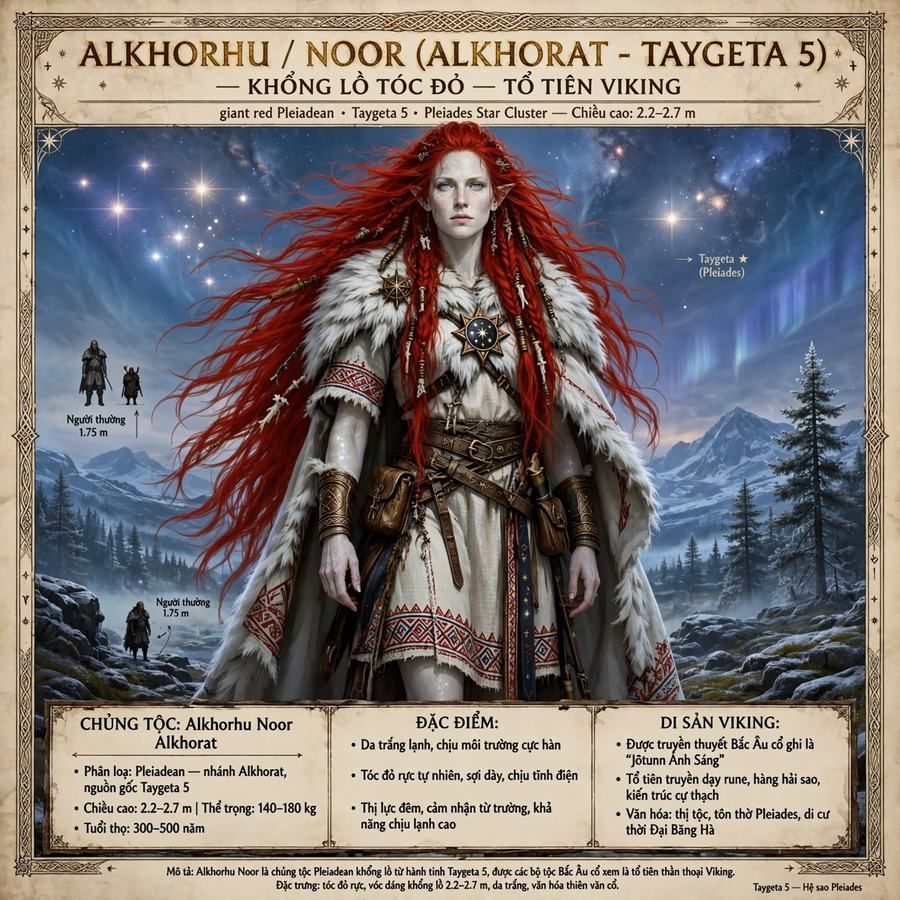 ALKHORHU / NOOR (ALKHORAT - TAYGETA 5)
— KHỔNG LỒ TÓC ĐỎ — TỔ TIÊN VIKING
giant red Pleiadean • Taygeta 5 • Pleiades Star Cluster — Chiều cao: 2.2–2.7 m
→ Taygeta ★
(Pleiades)
Người thường
1.75 m
Người thường
1.75 m
CHỦNG TỘC: Alkhorhu Noor
Alkhorat
• Phân loạ: Pleiadean — nhánh Alkhorat,
nguồn gốc Taygeta 5
• Chiều cao: 2.2–2.7 m | Thể trọng: 140–180 kg
• Tuổi thọ: 300–500 năm
ĐẶC ĐIỂM:
• Da trắng lạnh, chịu môi trường cực hàn
• Tóc đỏ rực tự nhiên, sợi dày, chịu tĩnh điện
• Thị lực đêm, cảm nhận từ trường, khả
năng chịu lạnh cao
DI SẢN VIKING:
• Được truyền thuyết Bắc Âu cổ ghi là
“Jötunn Ánh Sáng”
• Tổ tiên truyền dạy rune, hàng hải sao,
kiến trúc cự thạch
• Văn hóa: thị tộc, tôn thờ Pleiades, di cư
thời Đại Băng Hà
Mô tả: Alkhorhu Noor là chủng tộc Pleiadean khổng lồ từ hành tinh Taygeta 5, được các bộ tộc Bắc Âu cổ xem là tổ tiên thần thoại Viking.
Đặc trưng: tóc đỏ rực, vóc dáng khổng lồ 2.2–2.7 m, da trắng, văn hóa thiên văn cổ.
Taygeta 5 — Hệ sao Pleiades